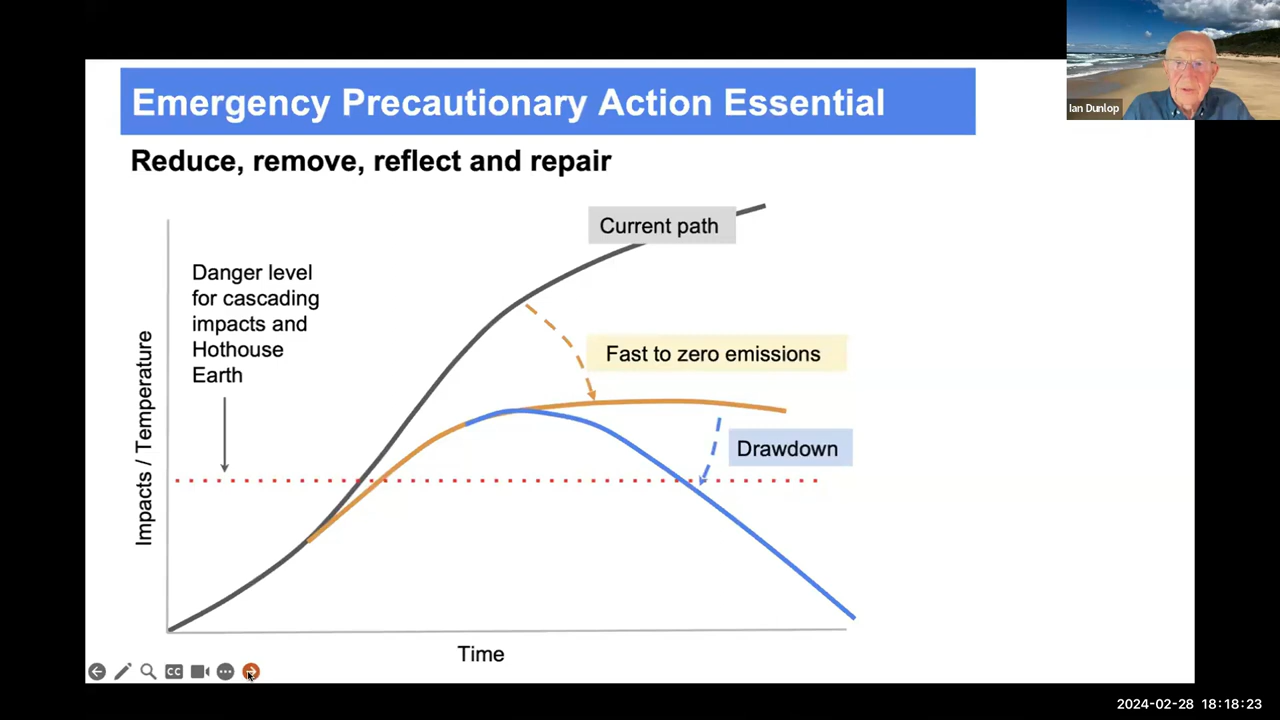 Emergency Precautionary Action Essential
Ian Dunlop
Reduce, remove, reflect and repair
Current path
Danger level
for cascading
impacts and
Hothouse
Earth
Fast to zero emissions
Drawdown
Impacts / Temperature
Time
CC
2024-02-28 18:18:23